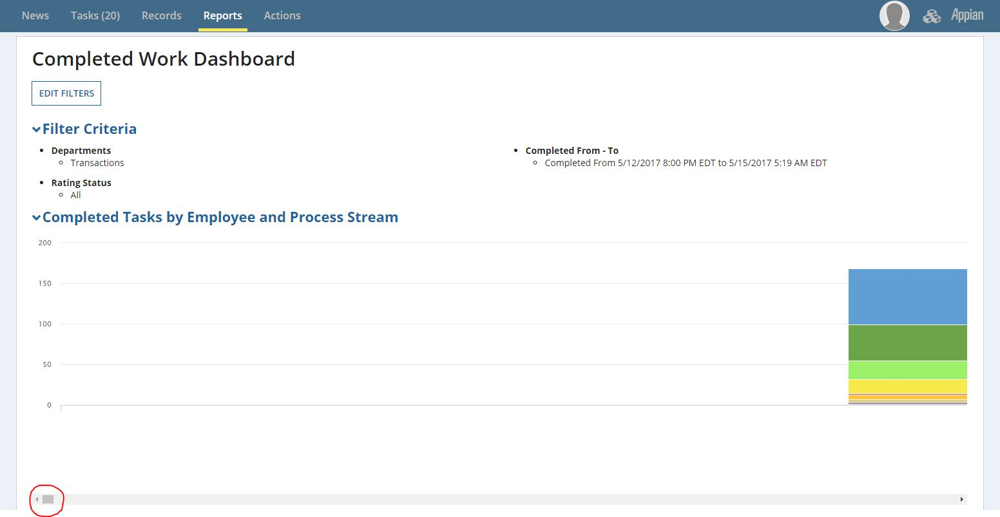 News Tasks (20) Records Reports Actions Appian
Completed Work Dashboard
EDIT FILTERS
Filter Criteria
Departments
Transactions
Completed From - To
Completed From 5/12/2017 8:00 PM EDT to 5/15/2017 5:19 AM EDT
Rating Status
All
Completed Tasks by Employee and Process Stream
200
150
100
50
0